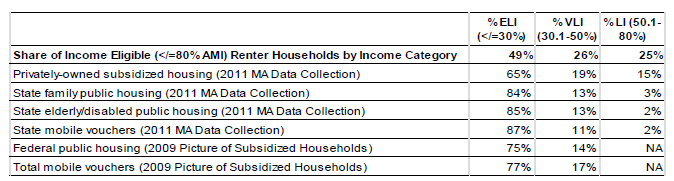 % ELI (</=30%) % VLI (30.1-50%) % LI (50.1-80%)
Share of Income Eligible (</=80% AMI) Renter Households by Income Category 49% 26% 25%
Privately-owned subsidized housing (2011 MA Data Collection) 65% 19% 15%
State family public housing (2011 MA Data Collection) 84% 13% 3%
State elderly/disabled public housing (2011 MA Data Collection) 85% 13% 2%
State mobile vouchers (2011 MA Data Collection) 87% 11% 2%
Federal public housing (2009 Picture of Subsidized Households) 75% 14% NA
Total mobile vouchers (2009 Picture of Subsidized Households) 77% 17% NA